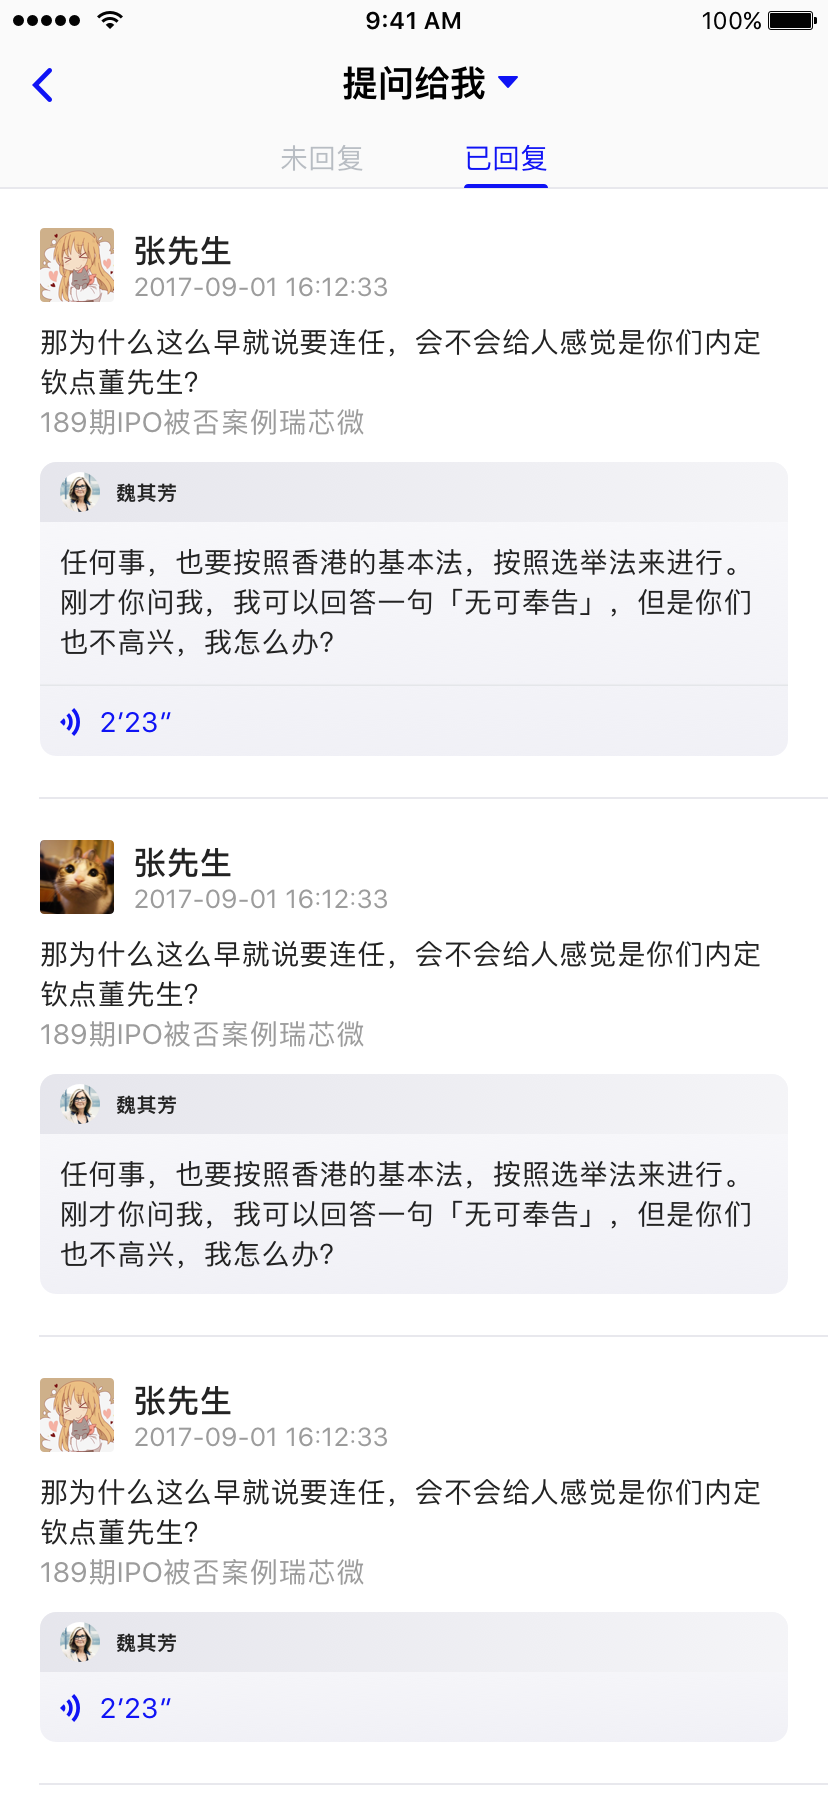 9:41 AM
100%
提问给我
未回复
已回复
张先生
2017-09-01 16:12:33
那为什么这么早就说要连任，会不会给人感觉是你们内定
钦点董先生?
189期IPO被否案例瑞芯微
魏其芳
任何事，也要按照香港的基本法，按照选举法来进行。
刚才你问我，我可以回答一句「无可奉告」，但是你们
也不高兴，我怎么办?
2′23″
张先生
2017-09-01 16:12:33
那为什么这么早就说要连任，会不会给人感觉是你们内定
钦点董先生?
189期IPO被否案例瑞芯微
魏其芳
任何事，也要按照香港的基本法，按照选举法来进行。
刚才你问我，我可以回答一句「无可奉告」，但是你们
也不高兴，我怎么办?
张先生
2017-09-01 16:12:33
那为什么这么早就说要连任，会不会给人感觉是你们内定
钦点董先生?
189期IPO被否案例瑞芯微
魏其芳
2′23″